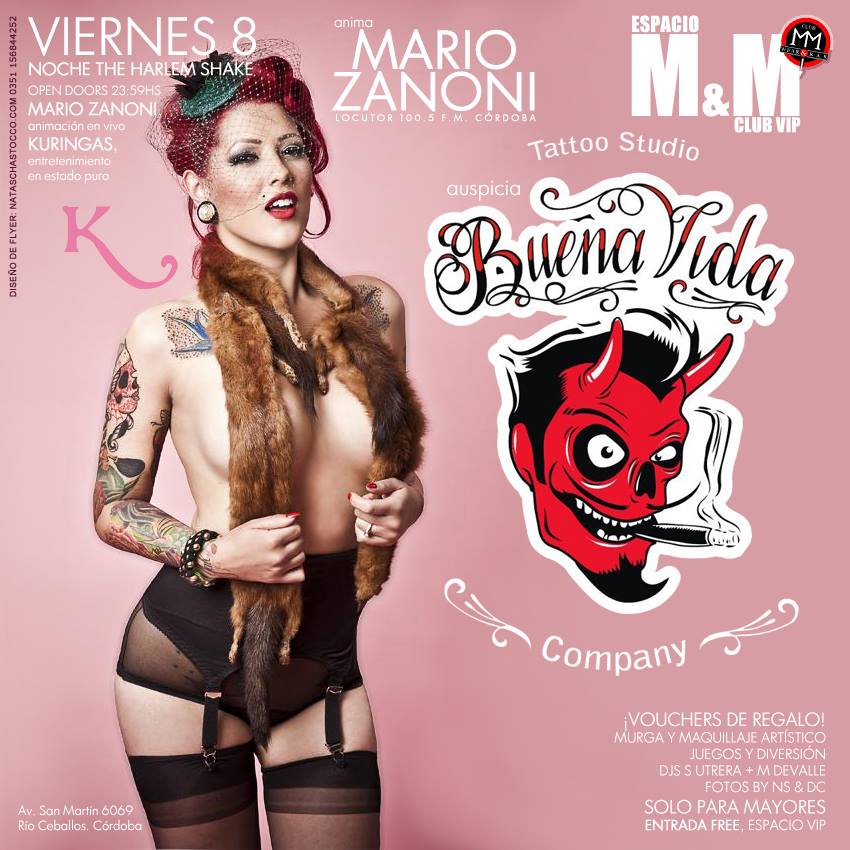 VIERNES 8
NOCHE THE HARLEM SHAKE
OPEN DOORS 23:59HS
MARIO ZANONI
animación en vivo
KURINGAS,
entretenimiento
en estado puro
K
DISEÑO DE FLYER: NATASCHASTOCCO.COM 0351 156844252
anima
MARIO
ZANONI
LOCUTOR 100.5 F.M. CÓRDOBA
ESPACIO
M&M
CLUB VIP
CLUB
MM
Tattoo Studio
auspicia
Buena Vida
Company
¡VOUCHERS DE REGALO!
MURGA Y MAQUILLAJE ARTÍSTICO
JUEGOS Y DIVERSIÓN
DJS S UTRERA + M DEVALLE
FOTOS BY NS & DC
SOLO PARA MAYORES
ENTRADA FREE, ESPACIO VIP
Av. San Martín 6069
Río Ceballos. Córdoba